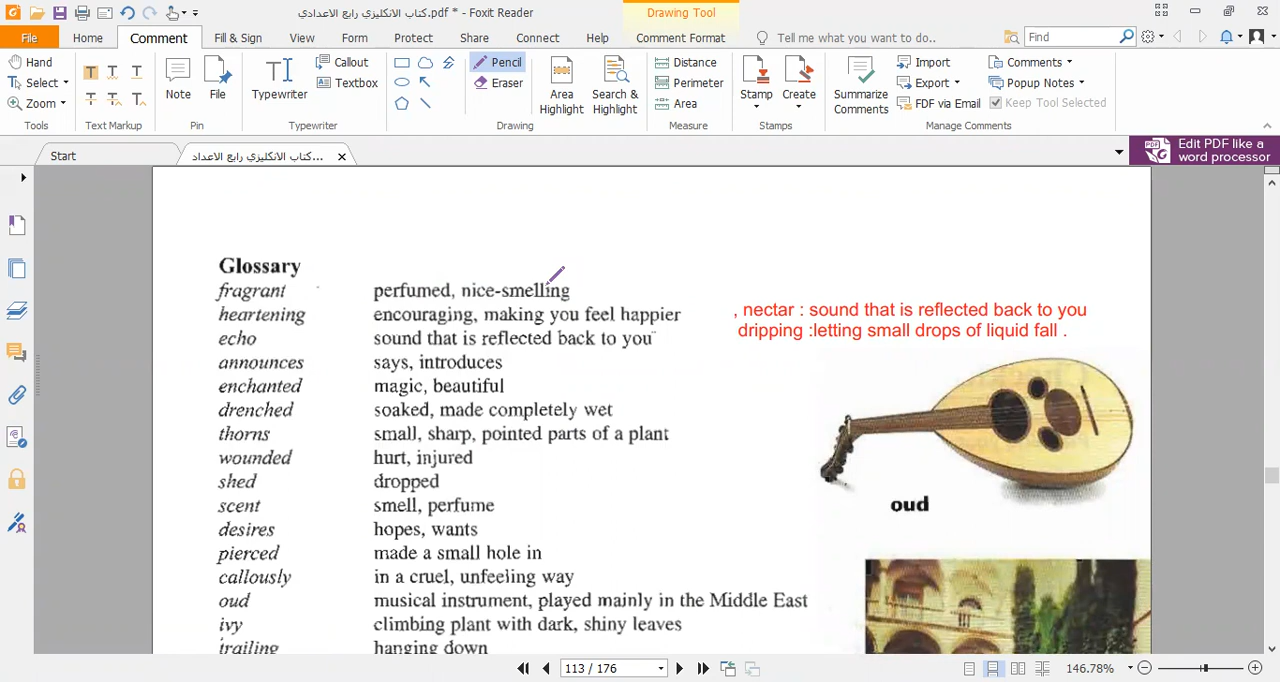 كتاب الانكليزي رابع الاعدادي.pdf * - Foxit Reader
Drawing Tool
File Home Comment Fill & Sign View Form Protect Share Connect Help Comment Format Tell me what you want to do.. Find
Hand
Select
Zoom
Tools
Text Markup
Note
File
Pin
Typewriter
Callout
Textbox
Typewriter
Pencil
Eraser
Area Highlight
Search & Highlight
Drawing
Distance
Perimeter
Area
Measure
Stamp
Create
Stamps
Summarize Comments
Import
Export
FDF via Email
Comments
Popup Notes
Keep Tool Selected
Manage Comments
Start
كتاب الانكليزي رابع الاعداد...
Edit PDF like a
word processor
Glossary
fragrant perfumed, nice-smelling
heartening encouraging, making you feel happier
echo sound that is reflected back to you
announces says, introduces
enchanted magic, beautiful
drenched soaked, made completely wet
thorns small, sharp, pointed parts of a plant
wounded hurt, injured
shed dropped
scent smell, perfume
desires hopes, wants
pierced made a small hole in
callously in a cruel, unfeeling way
oud musical instrument, played mainly in the Middle East
ivy climbing plant with dark, shiny leaves
trailing hanging down
, nectar : sound that is reflected back to you
dripping :letting small drops of liquid fall .
oud
113 / 176
146.78%